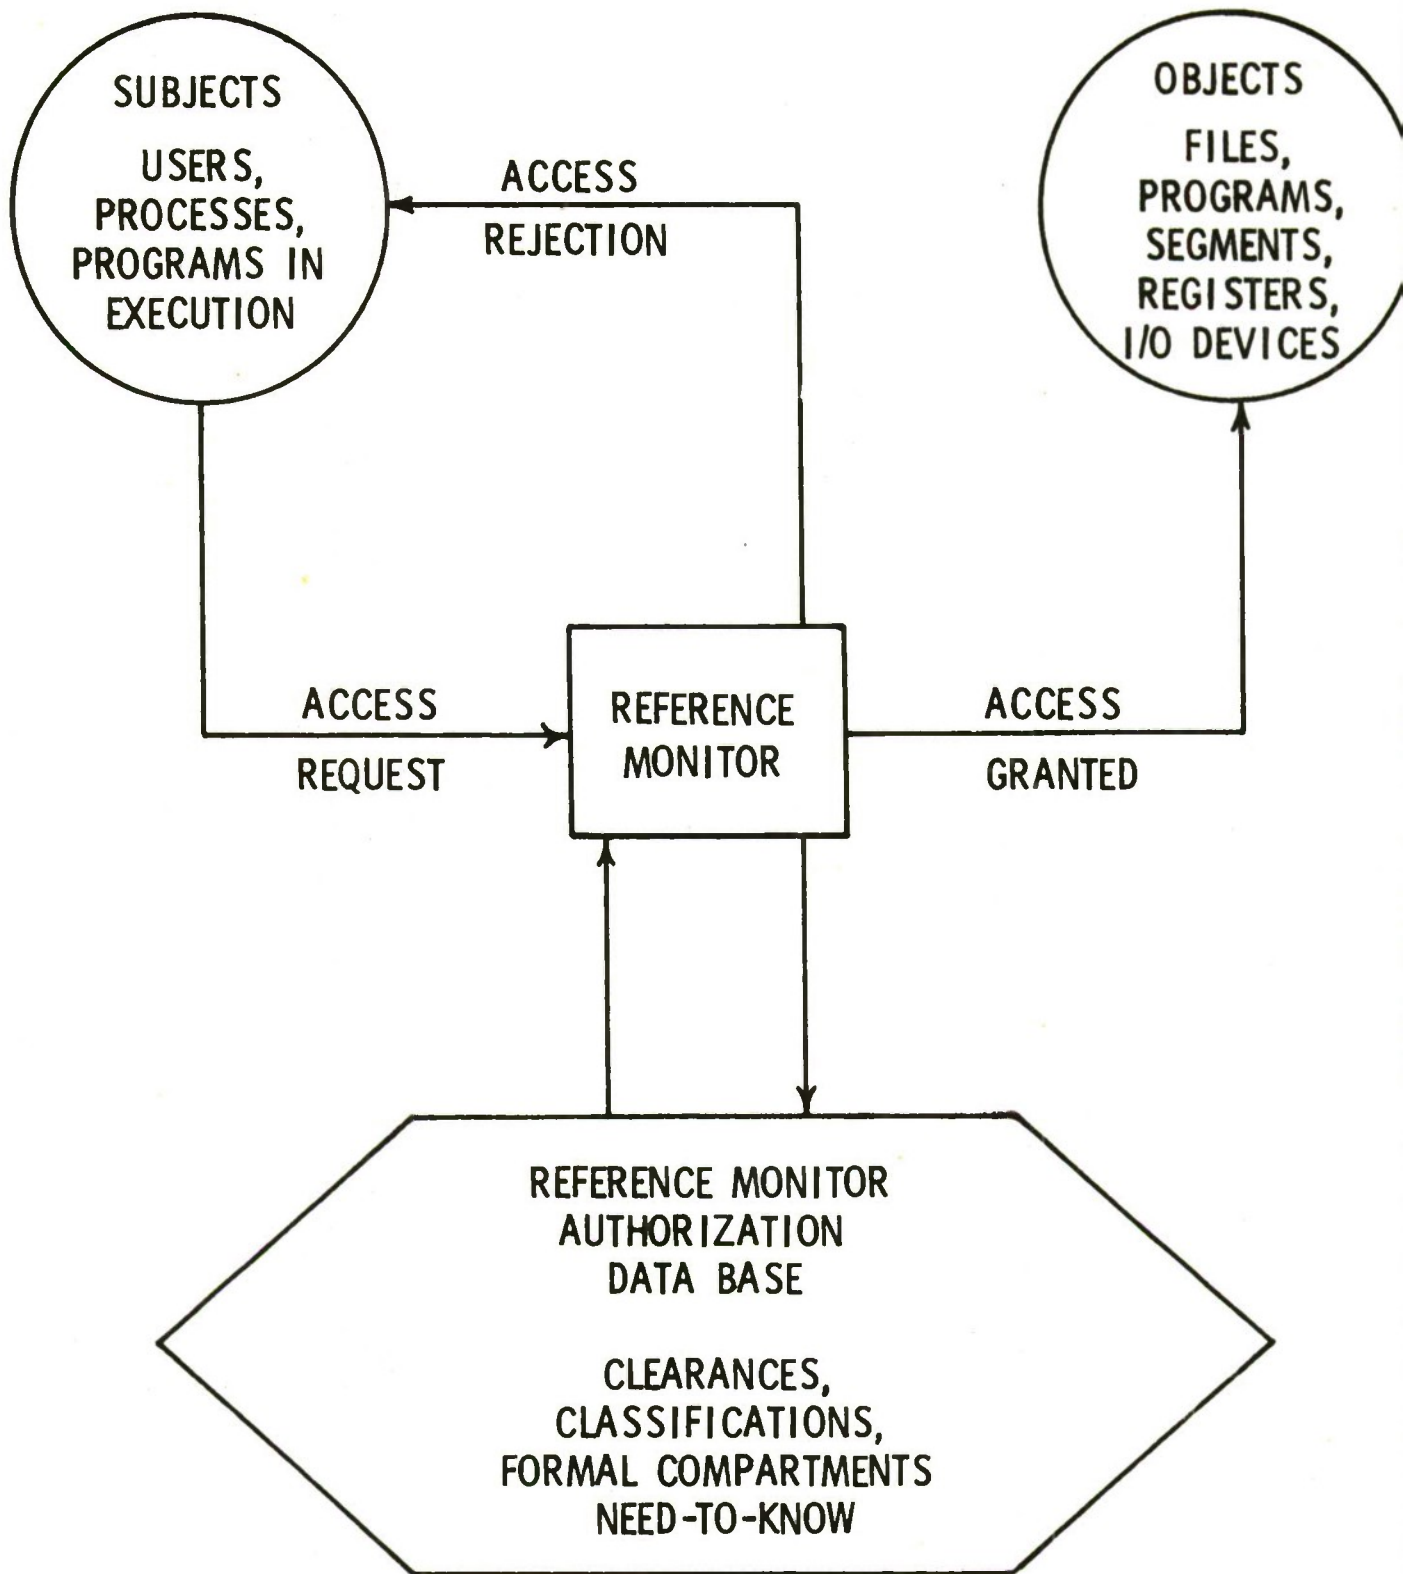 SUBJECTS
USERS,
PROCESSES,
PROGRAMS IN
EXECUTION
ACCESS
REJECTION
OBJECTS
FILES,
PROGRAMS,
SEGMENTS,
REGISTERS,
I/O DEVICES
ACCESS
REQUEST
REFERENCE
MONITOR
ACCESS
GRANTED
REFERENCE MONITOR
AUTHORIZATION
DATA BASE
CLEARANCES,
CLASSIFICATIONS,
FORMAL COMPARTMENTS
NEED-TO-KNOW